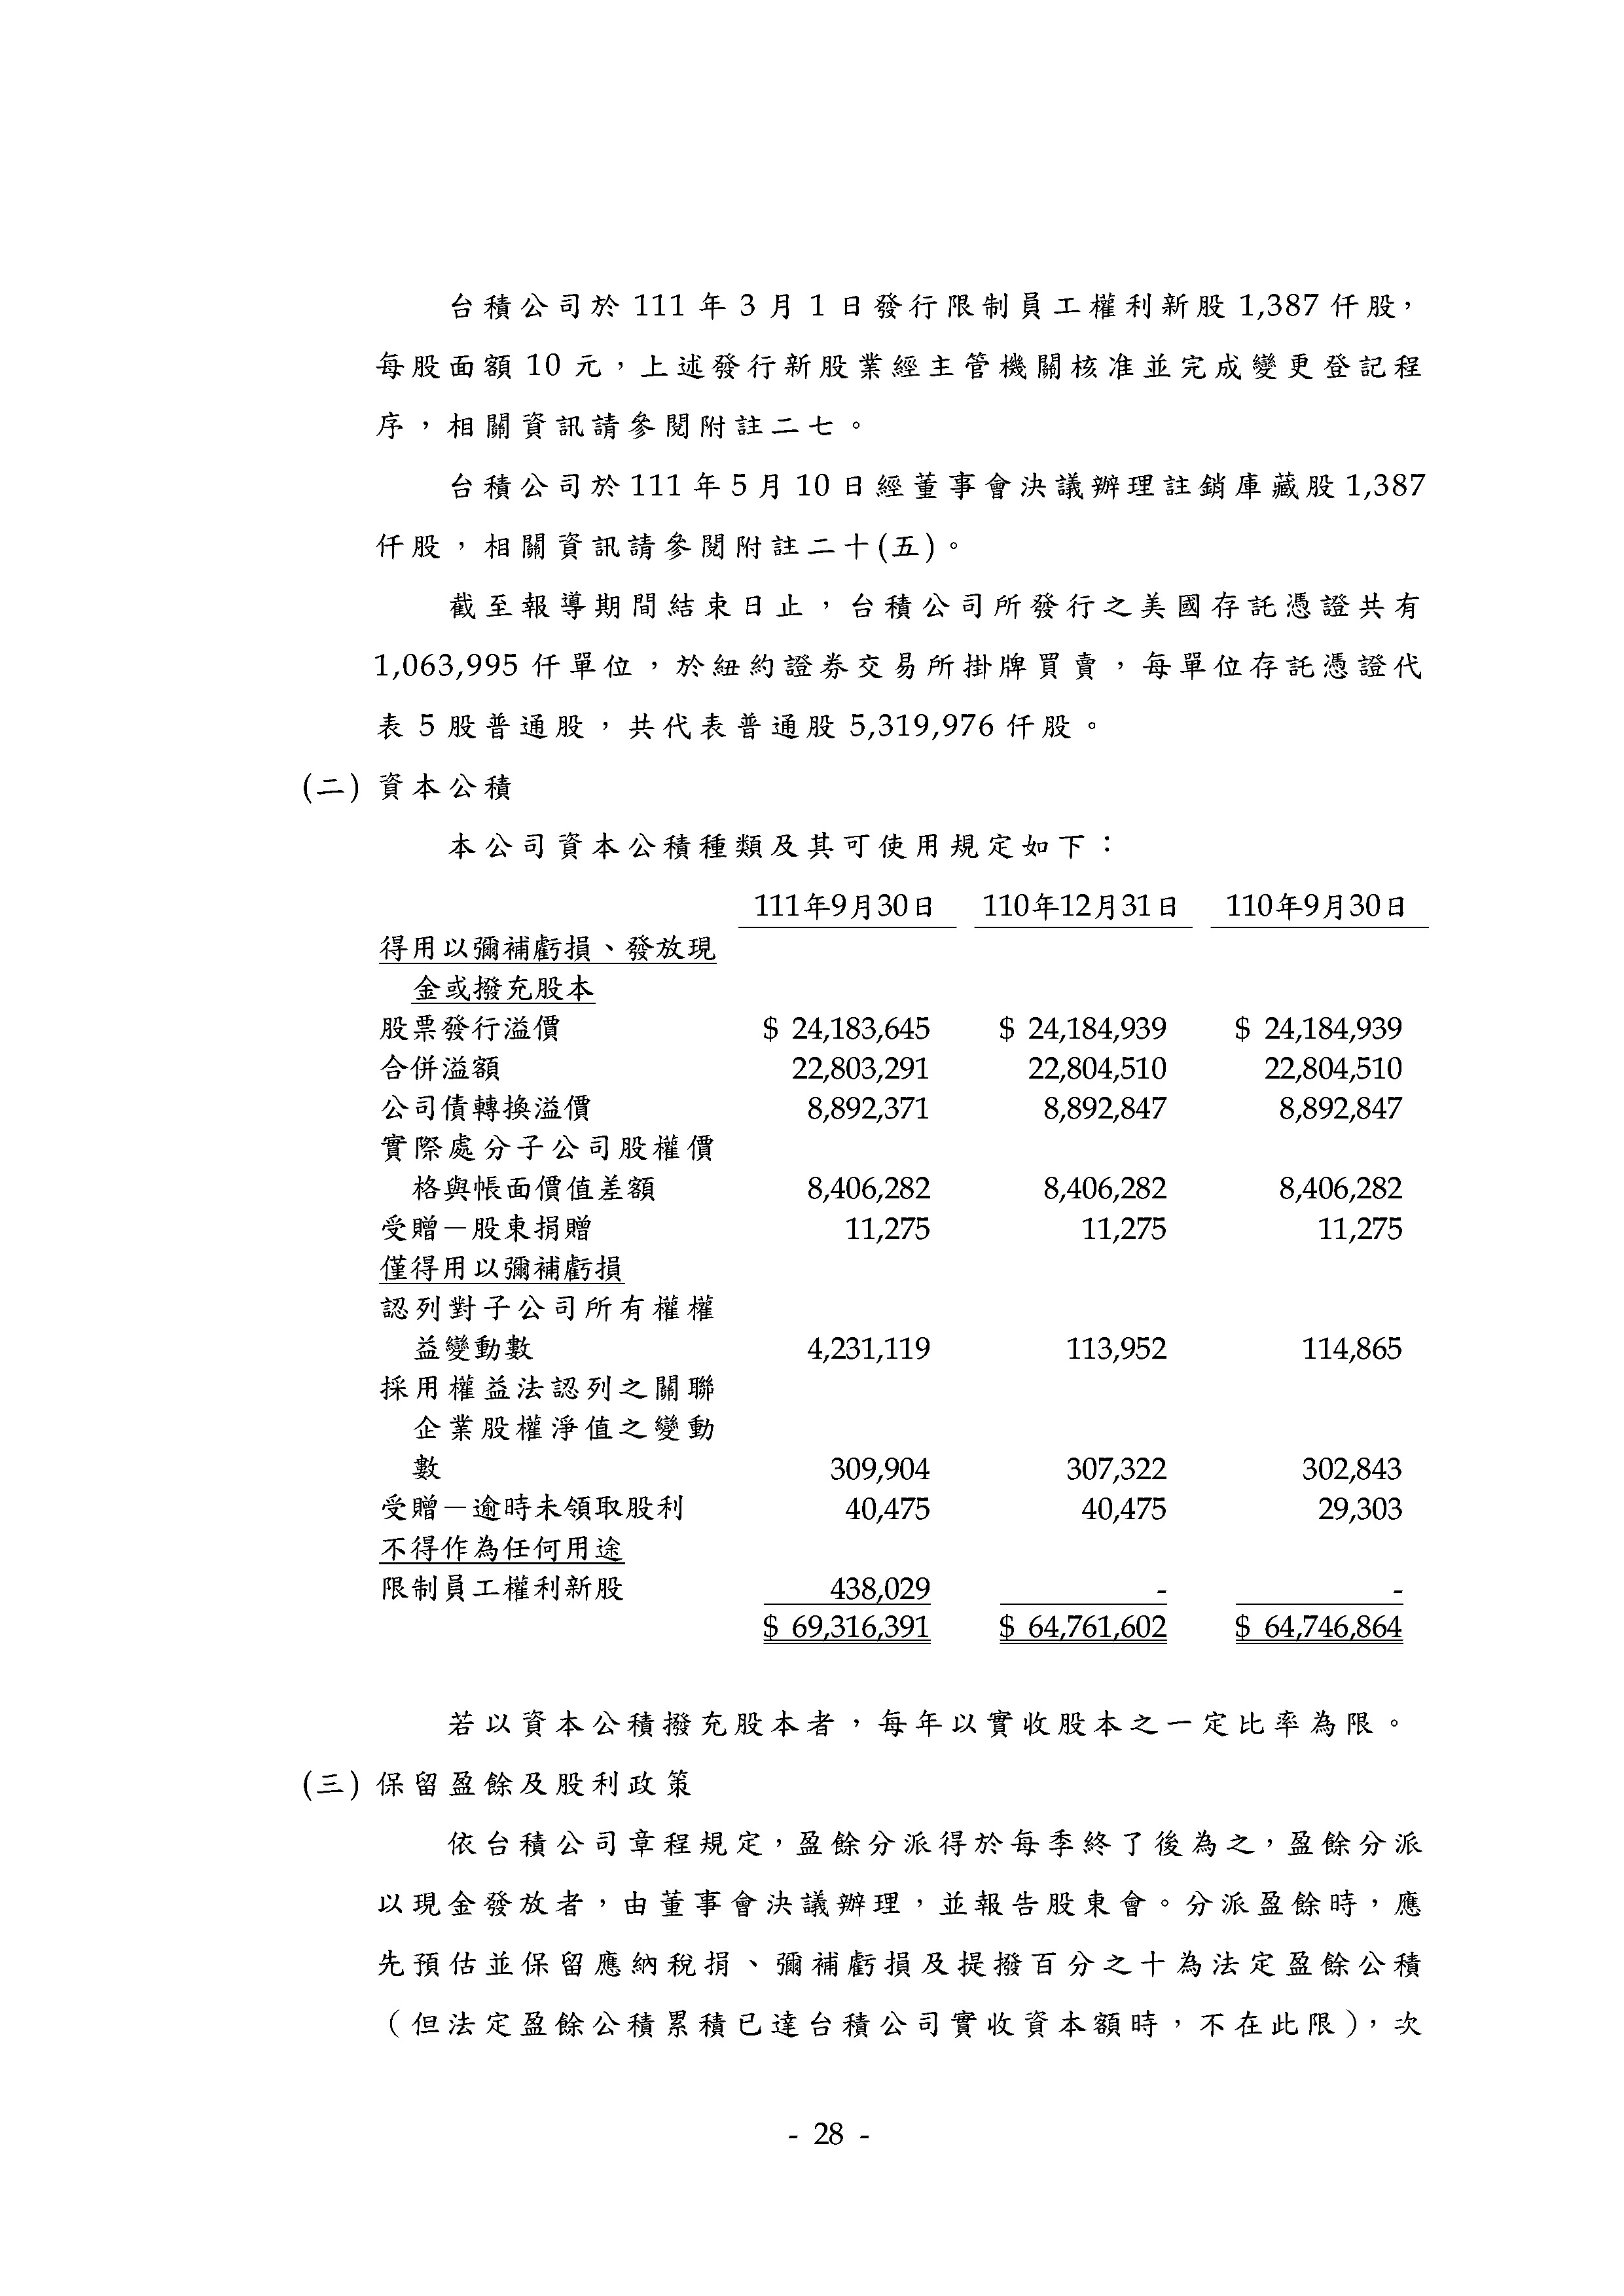 台積公司於 111 年 3 月 1 日發行限制員工權利新股 1,387 仟股，
每股面額 10 元，上述發行新股業經主管機關核准並完成變更登記程
序，相關資訊請參閱附註二七。
台積公司於 111 年 5 月 10 日經董事會決議辦理註銷庫藏股 1,387
仟股，相關資訊請參閱附註二十(五)。
截至報導期間結束日止，台積公司所發行之美國存託憑證共有
1,063,995 仟單位，於紐約證券交易所掛牌買賣，每單位存託憑證代
表 5 股普通股，共代表普通股 5,319,976 仟股。
(二) 資本公積
本公司資本公積種類及其可使用規定如下：
111年9月30日 110年12月31日 110年9月30日
得用以彌補虧損、發放現
金或撥充股本
股票發行溢價 $ 24,183,645 $ 24,184,939 $ 24,184,939
合併溢額 22,803,291 22,804,510 22,804,510
公司債轉換溢價 8,892,371 8,892,847 8,892,847
實際處分子公司股權價
格與帳面價值差額 8,406,282 8,406,282 8,406,282
受贈－股東捐贈 11,275 11,275 11,275
僅得用以彌補虧損
認列對子公司所有權權
益變動數 4,231,119 113,952 114,865
採用權益法認列之關聯
企業股權淨值之變動
數 309,904 307,322 302,843
受贈－逾時未領取股利 40,475 40,475 29,303
不得作為任何用途
限制員工權利新股 438,029 - -
$ 69,316,391 $ 64,761,602 $ 64,746,864
若以資本公積撥充股本者，每年以實收股本之一定比率為限。
(三) 保留盈餘及股利政策
依台積公司章程規定，盈餘分派得於每季終了後為之，盈餘分派
以現金發放者，由董事會決議辦理，並報告股東會。分派盈餘時，應
先預估並保留應納稅捐、彌補虧損及提撥百分之十為法定盈餘公積
（但法定盈餘公積累積已達台積公司實收資本額時，不在此限），次
- 28 -